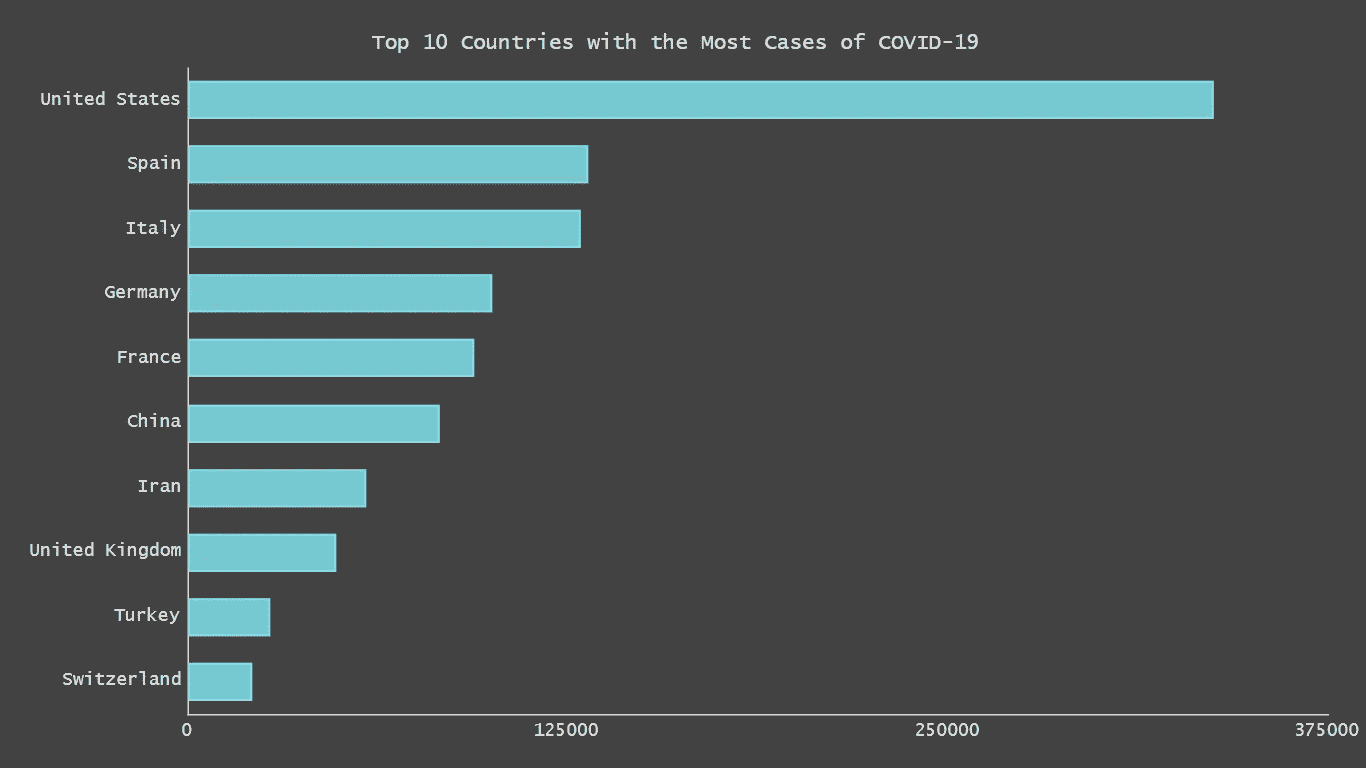 Top 10 Countries with the Most Cases of COVID-19
United States
Spain
Italy
Germany
France
China
Iran
United Kingdom
Turkey
Switzerland
0 125000 250000 375000